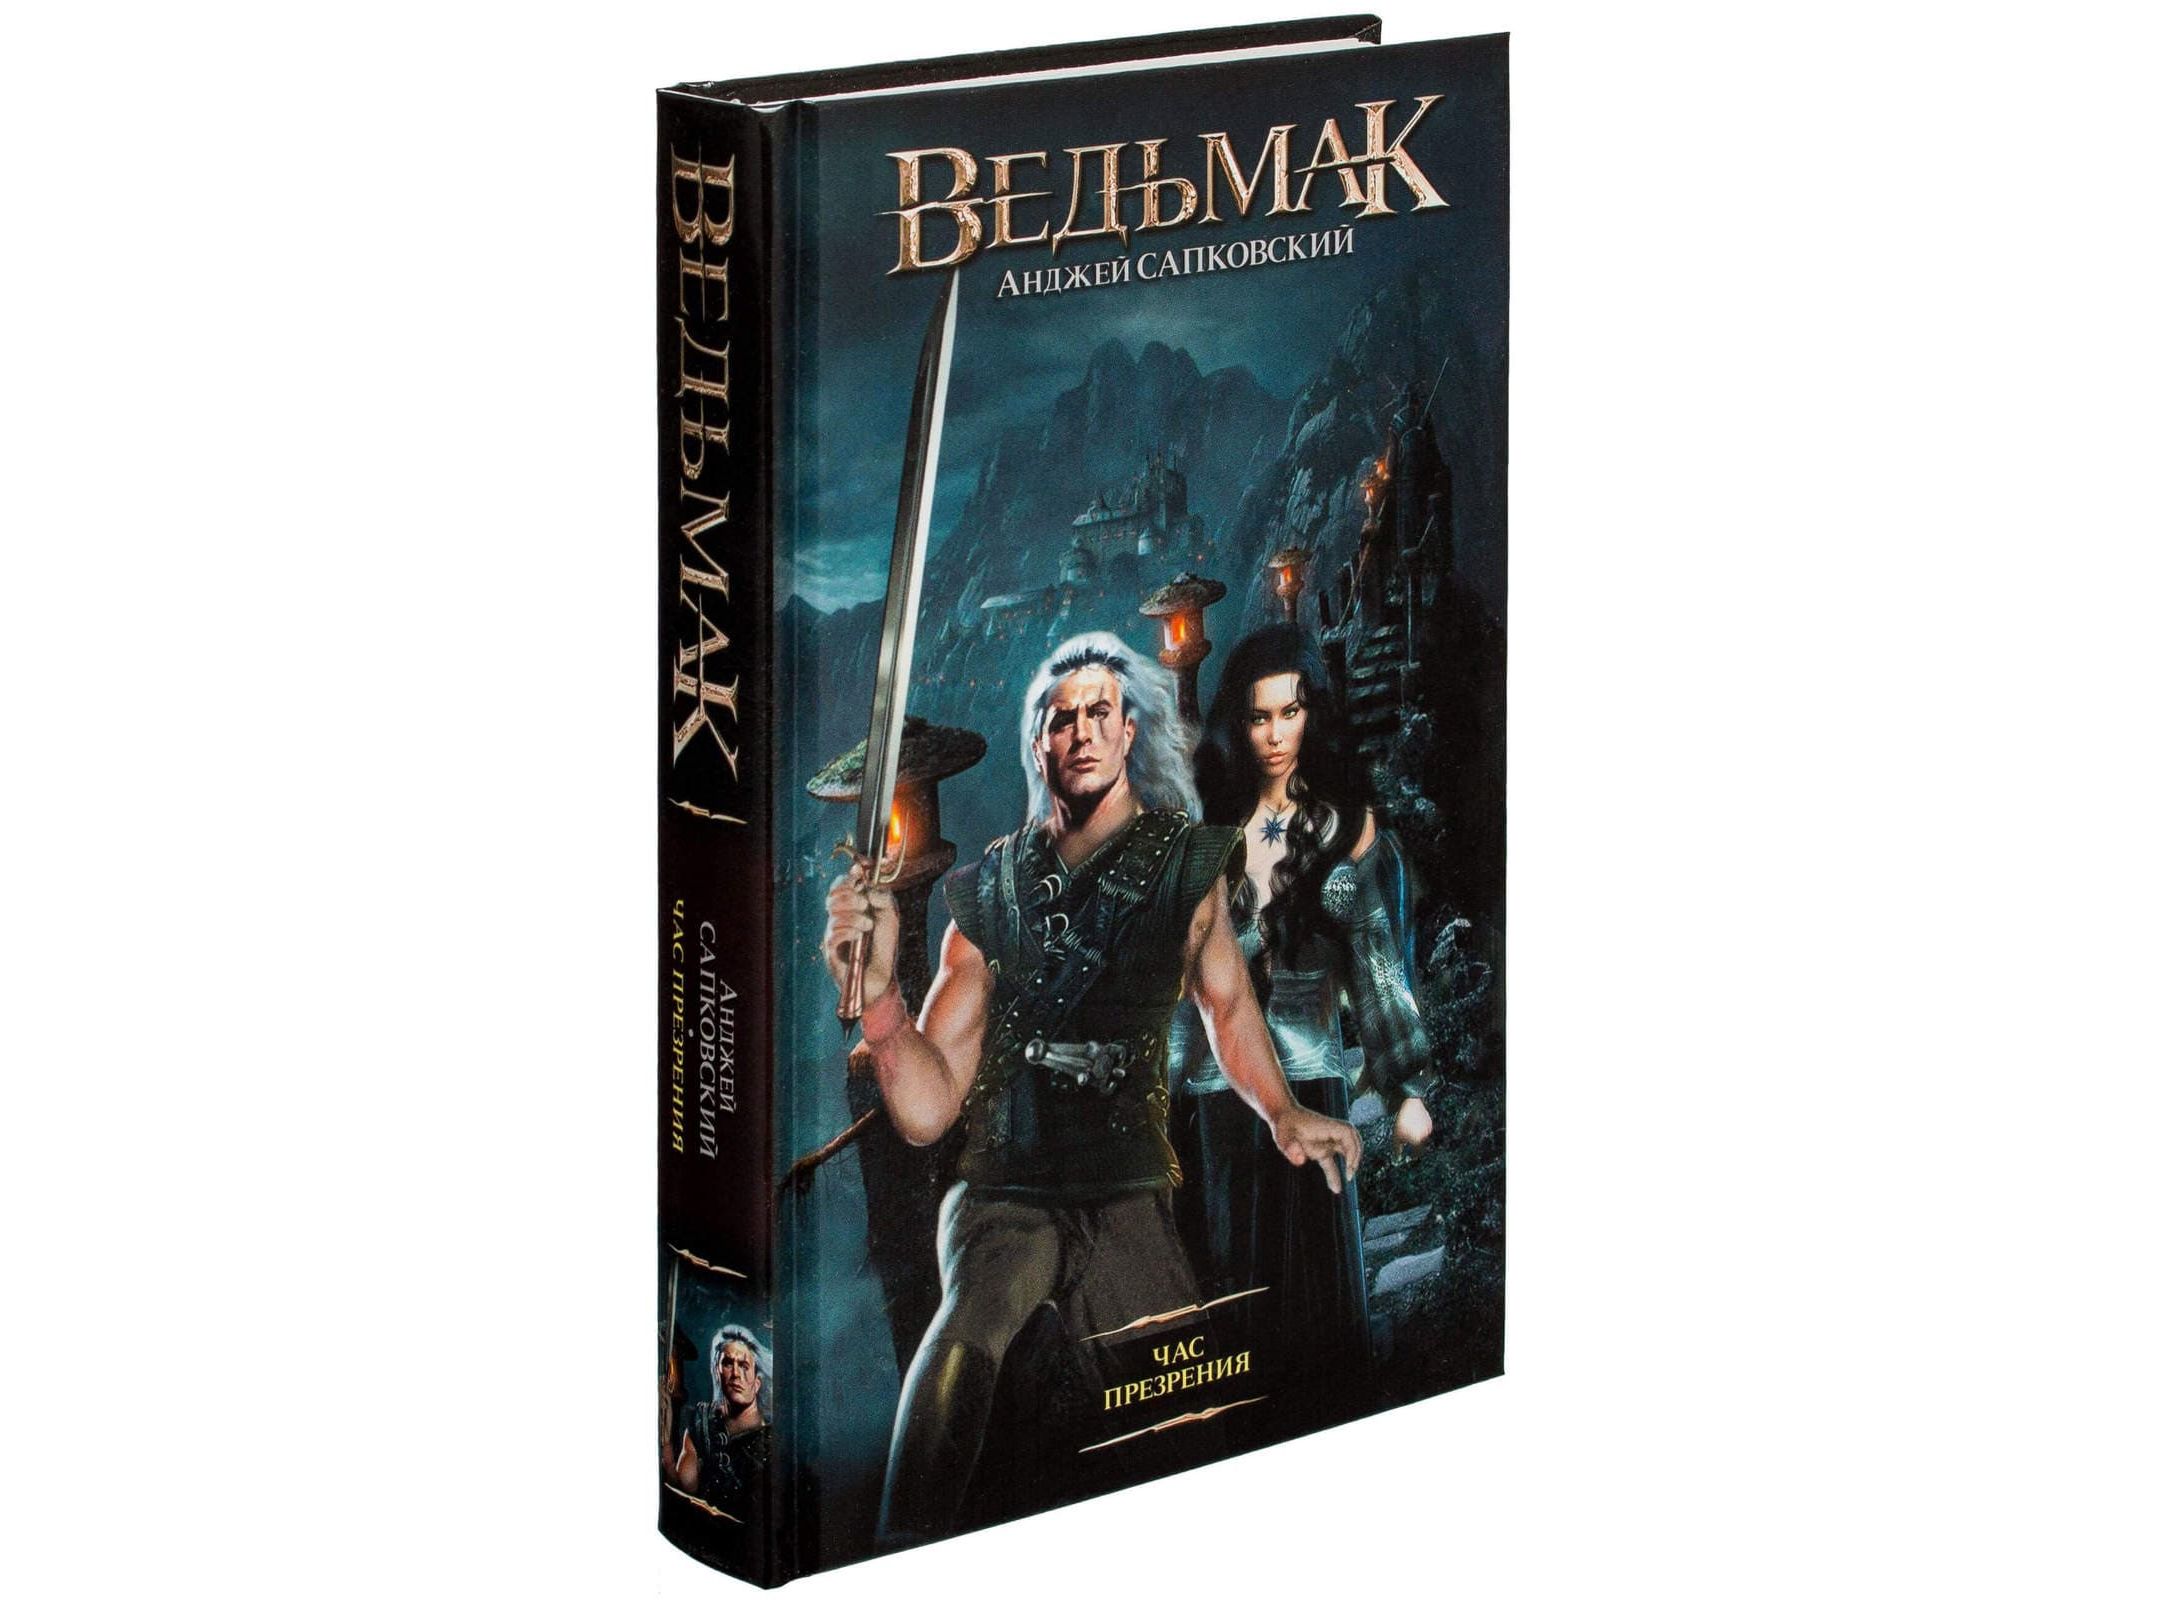 ВЕДЬМАК
АНДЖЕЙ САПКОВСКИЙ
ЧАС
ПРЕЗРЕНИЯ
ВЕДЬМАК
АНДЖЕЙ
САПКОВСКИЙ
ЧАС ПРЕЗРЕНИЯ